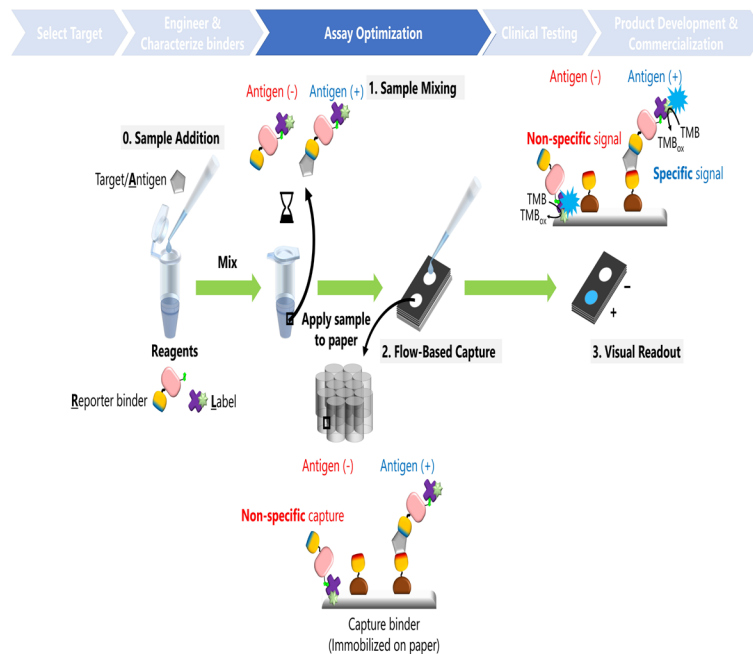 Select Target
Engineer &
Characterize binders
Assay Optimization
Clinical Testing
Product Development &
Commercialization
0. Sample Addition
Target/Antigen
Mix
Reagents
Reporter binder
Label
1. Sample Mixing
Antigen (-)
Antigen (+)
Apply sample
to paper
2. Flow-Based Capture
Antigen (-)
Antigen (+)
Non-specific capture
Capture binder
(Immobilized on paper)
Antigen (-)
Antigen (+)
Non-specific signal
TMB
TMBox
TMB
TMBox
Specific signal
−
+
3. Visual Readout